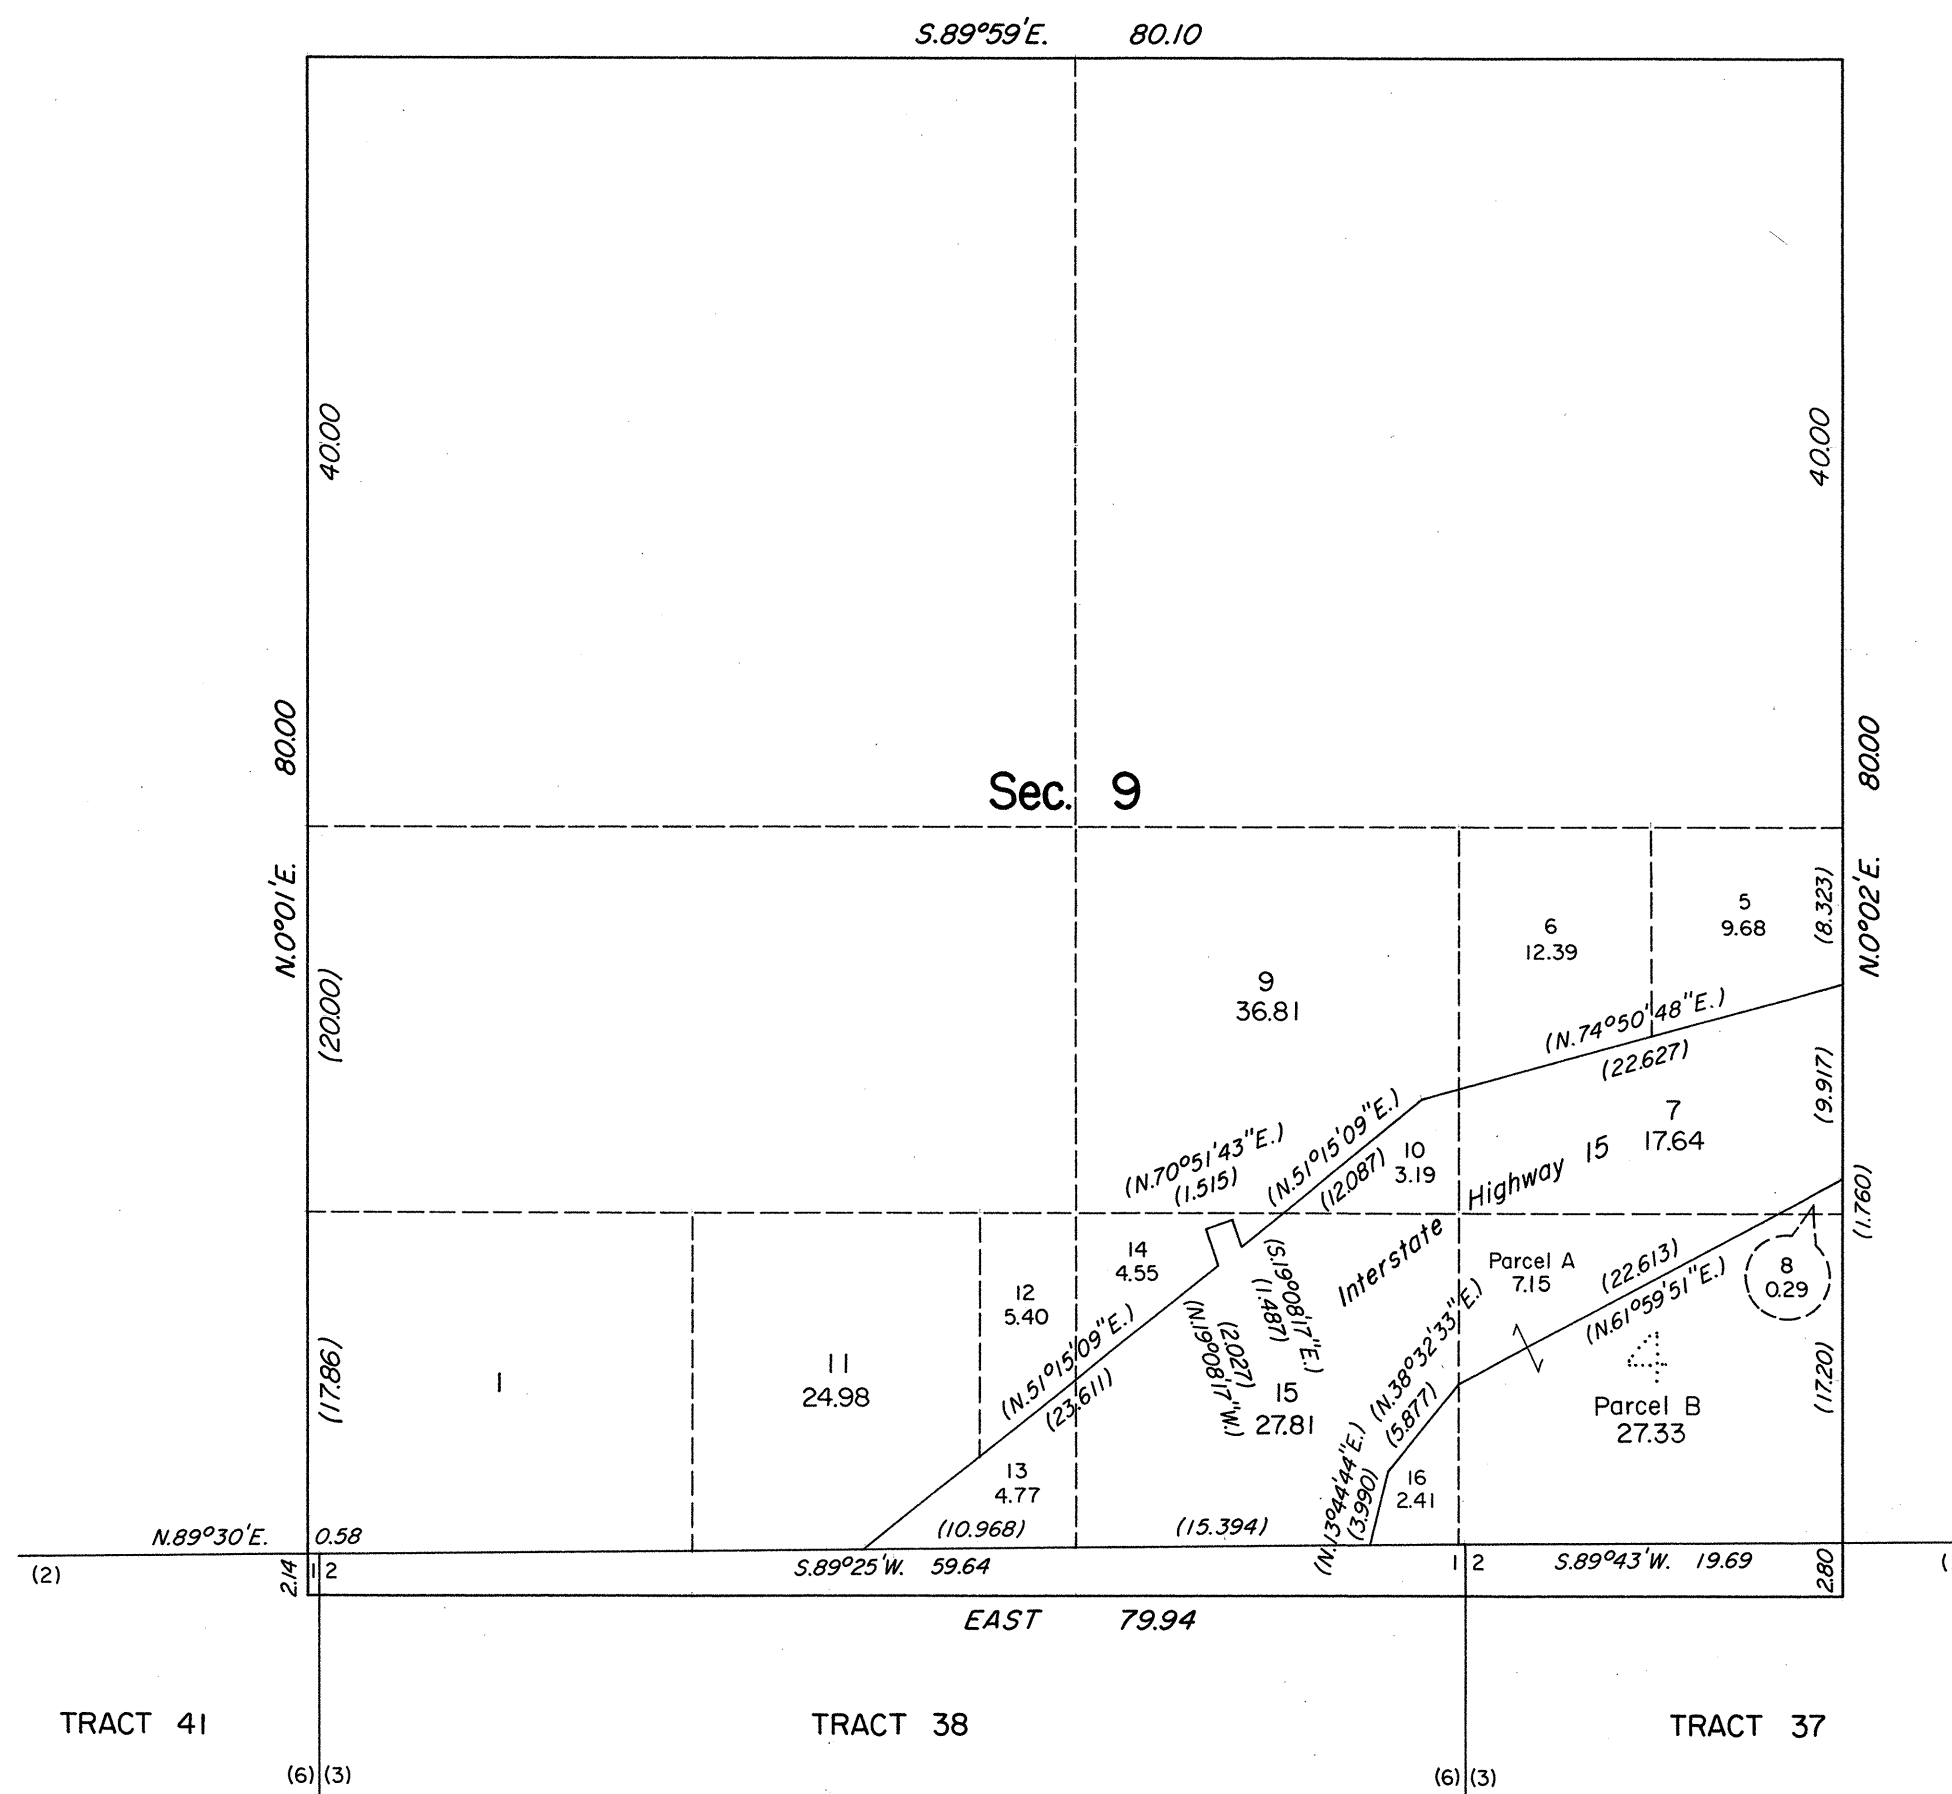 S.89°59'E. 80.10
40.00
40.00
80.00
80.00
Sec. 9
N.0°01'E.
N.0°02'E.
(8.323)
5
9.68
6
12.39
9
36.81
(20.00)
(N.74°50'48"E.)
(22.627)
(9.917)
7
17.64
Interstate Highway 15
(N.51°15'09"E.)
(12.087)
10
3.19
(N.70°51'43"E.)
(1.515)
(1.760)
14
4.55
(S.19°08'17"E.)
(1.487)
(2.027)
(N.19°08'17"W.)
Parcel A
7.15
(22.613)
(N.61°59'51"E.)
8
0.29
12
5.40
(N.51°15'09"E.)
(23.611)
(N.38°32'33"E.)
(5.877)
4
Parcel B
27.33
(17.20)
(17.86)
1
11
24.98
15
27.81
(N.13°44'44"E.)
(3.990)
16
2.41
13
4.77
(10.968)
(15.394)
N.89°30'E.
0.58
(2)
2.14
1 2
S.89°25'W. 59.64
1 2
S.89°43'W. 19.69
2.80
(
EAST 79.94
TRACT 41
TRACT 38
TRACT 37
(6) (3)
(6) (3)